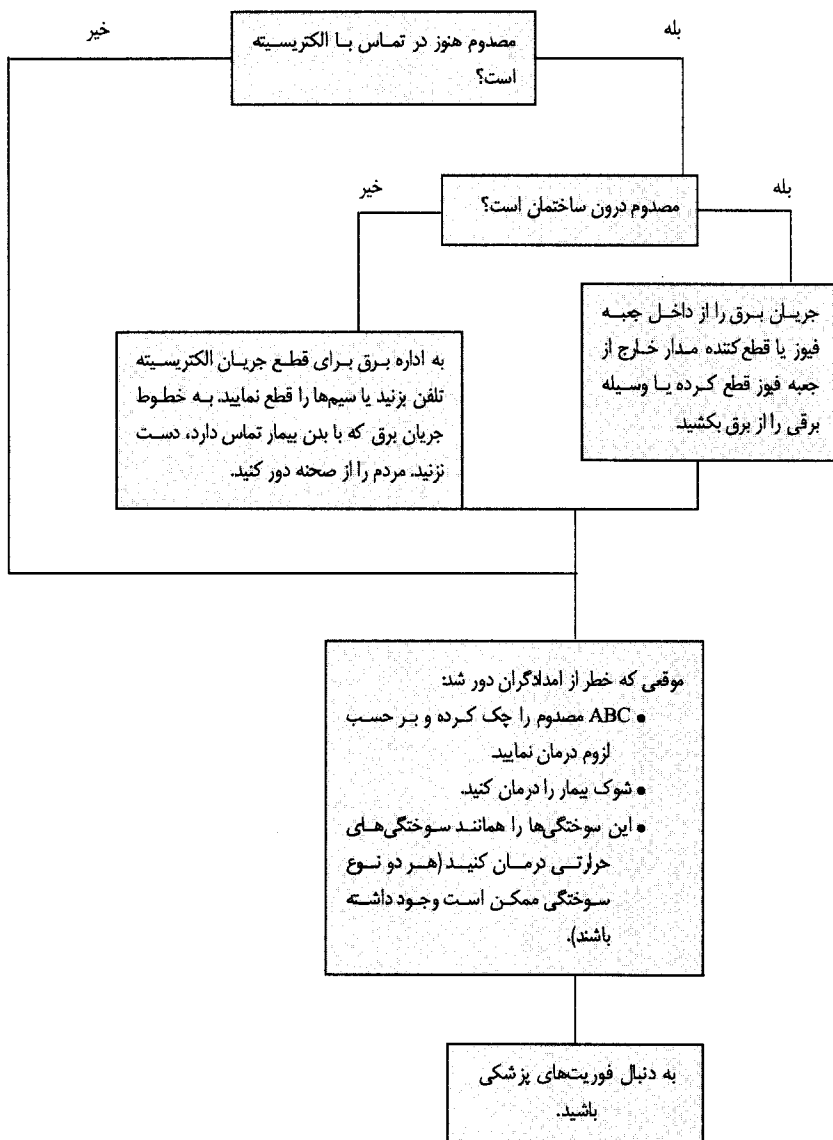 بله
خیر
مصدوم هنوز در تماس با الکتریسیته
است؟
بله
خیر
مصدوم درون ساختمان است؟
جریان برق را از داخل جعبه
فیوز یا قطع‌کننده مدار خارج از
جعبه فیوز قطع کرده یا وسیله
برقی را از برق بکشید.
به اداره برق برای قطع جریان الکتریسیته
تلفن بزنید یا سیم‌ها را قطع نمایید. به خطوط
جریان برق که با بدن بیمار تماس دارد، دست
نزنید. مردم را از صحنه دور کنید.
موقعی که خطر از امدادگران دور شد:
● ABC مصدوم را چک کرده و بر حسب
لزوم درمان نمایید.
● شوک بیمار را درمان کنید.
● این سوختگی‌ها را همانند سوختگی‌های
حرارتی درمان کنید (هر دو نوع
سوختگی ممکن است وجود داشته
باشند).
به دنبال فوریت‌های پزشکی
باشید.